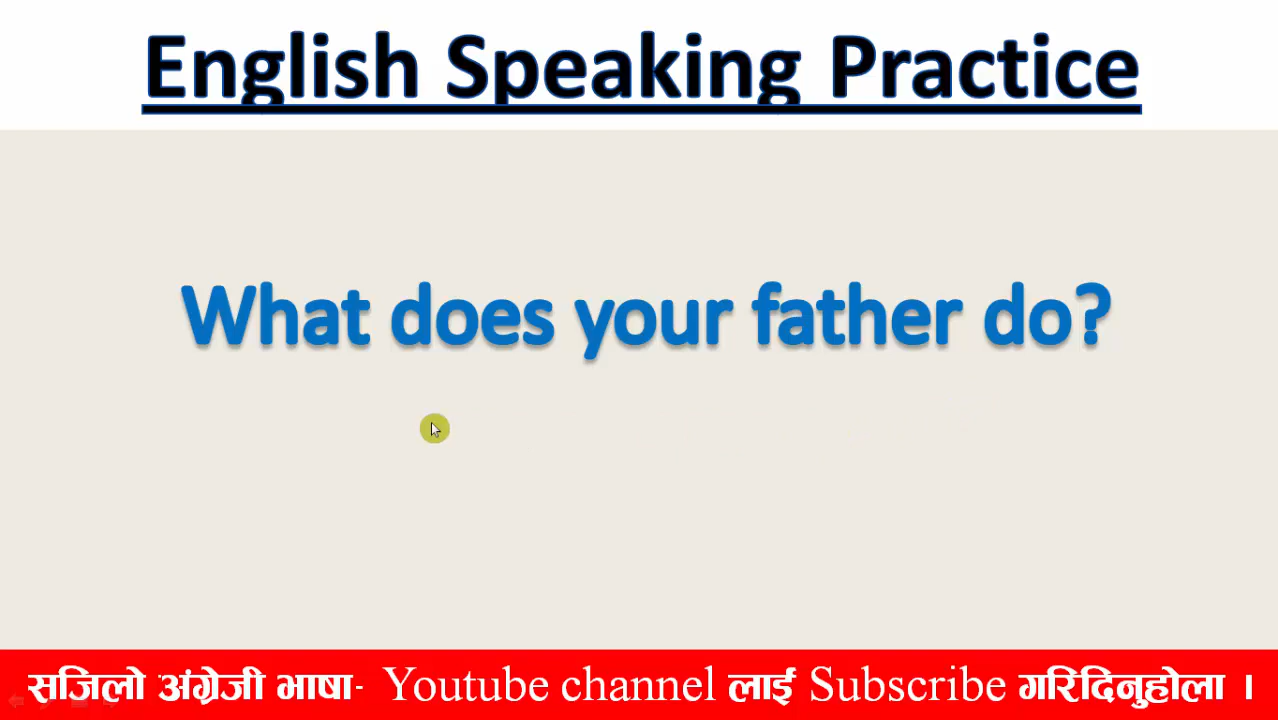 English Speaking Practice
What does your father do?
सजिलो अंग्रेजी भाषा- Youtube channel लाई Subscribe गरिदिनुहोला ।